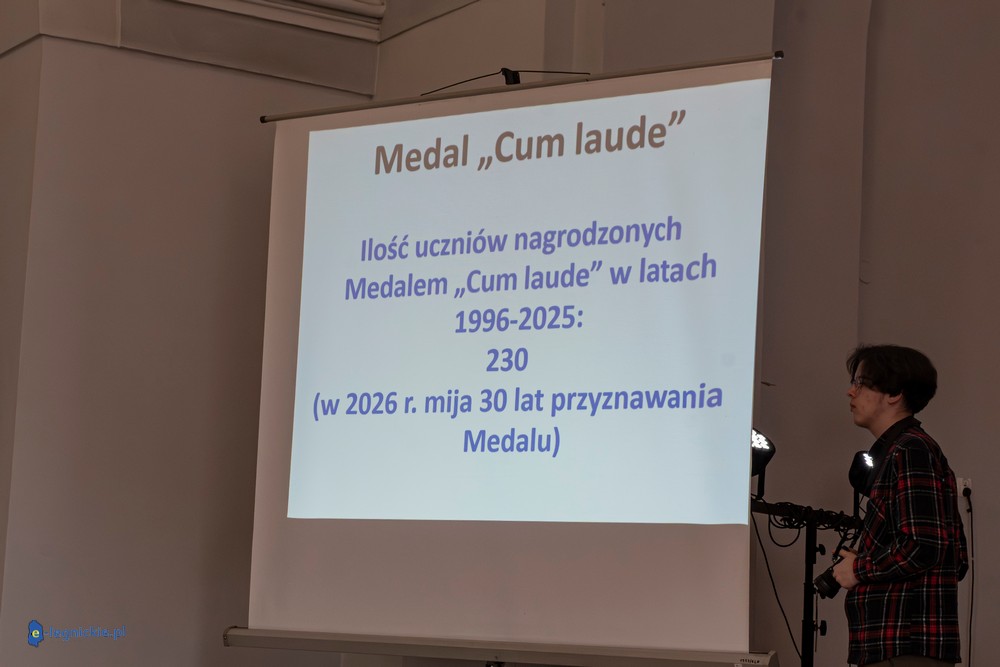 Medal „Cum laude”
Ilość uczniów nagrodzonych
Medalem „Cum laude” w latach
1996-2025:
230
(w 2026 r. mija 30 lat przyznawania
Medalu)
e-legnickie.pl